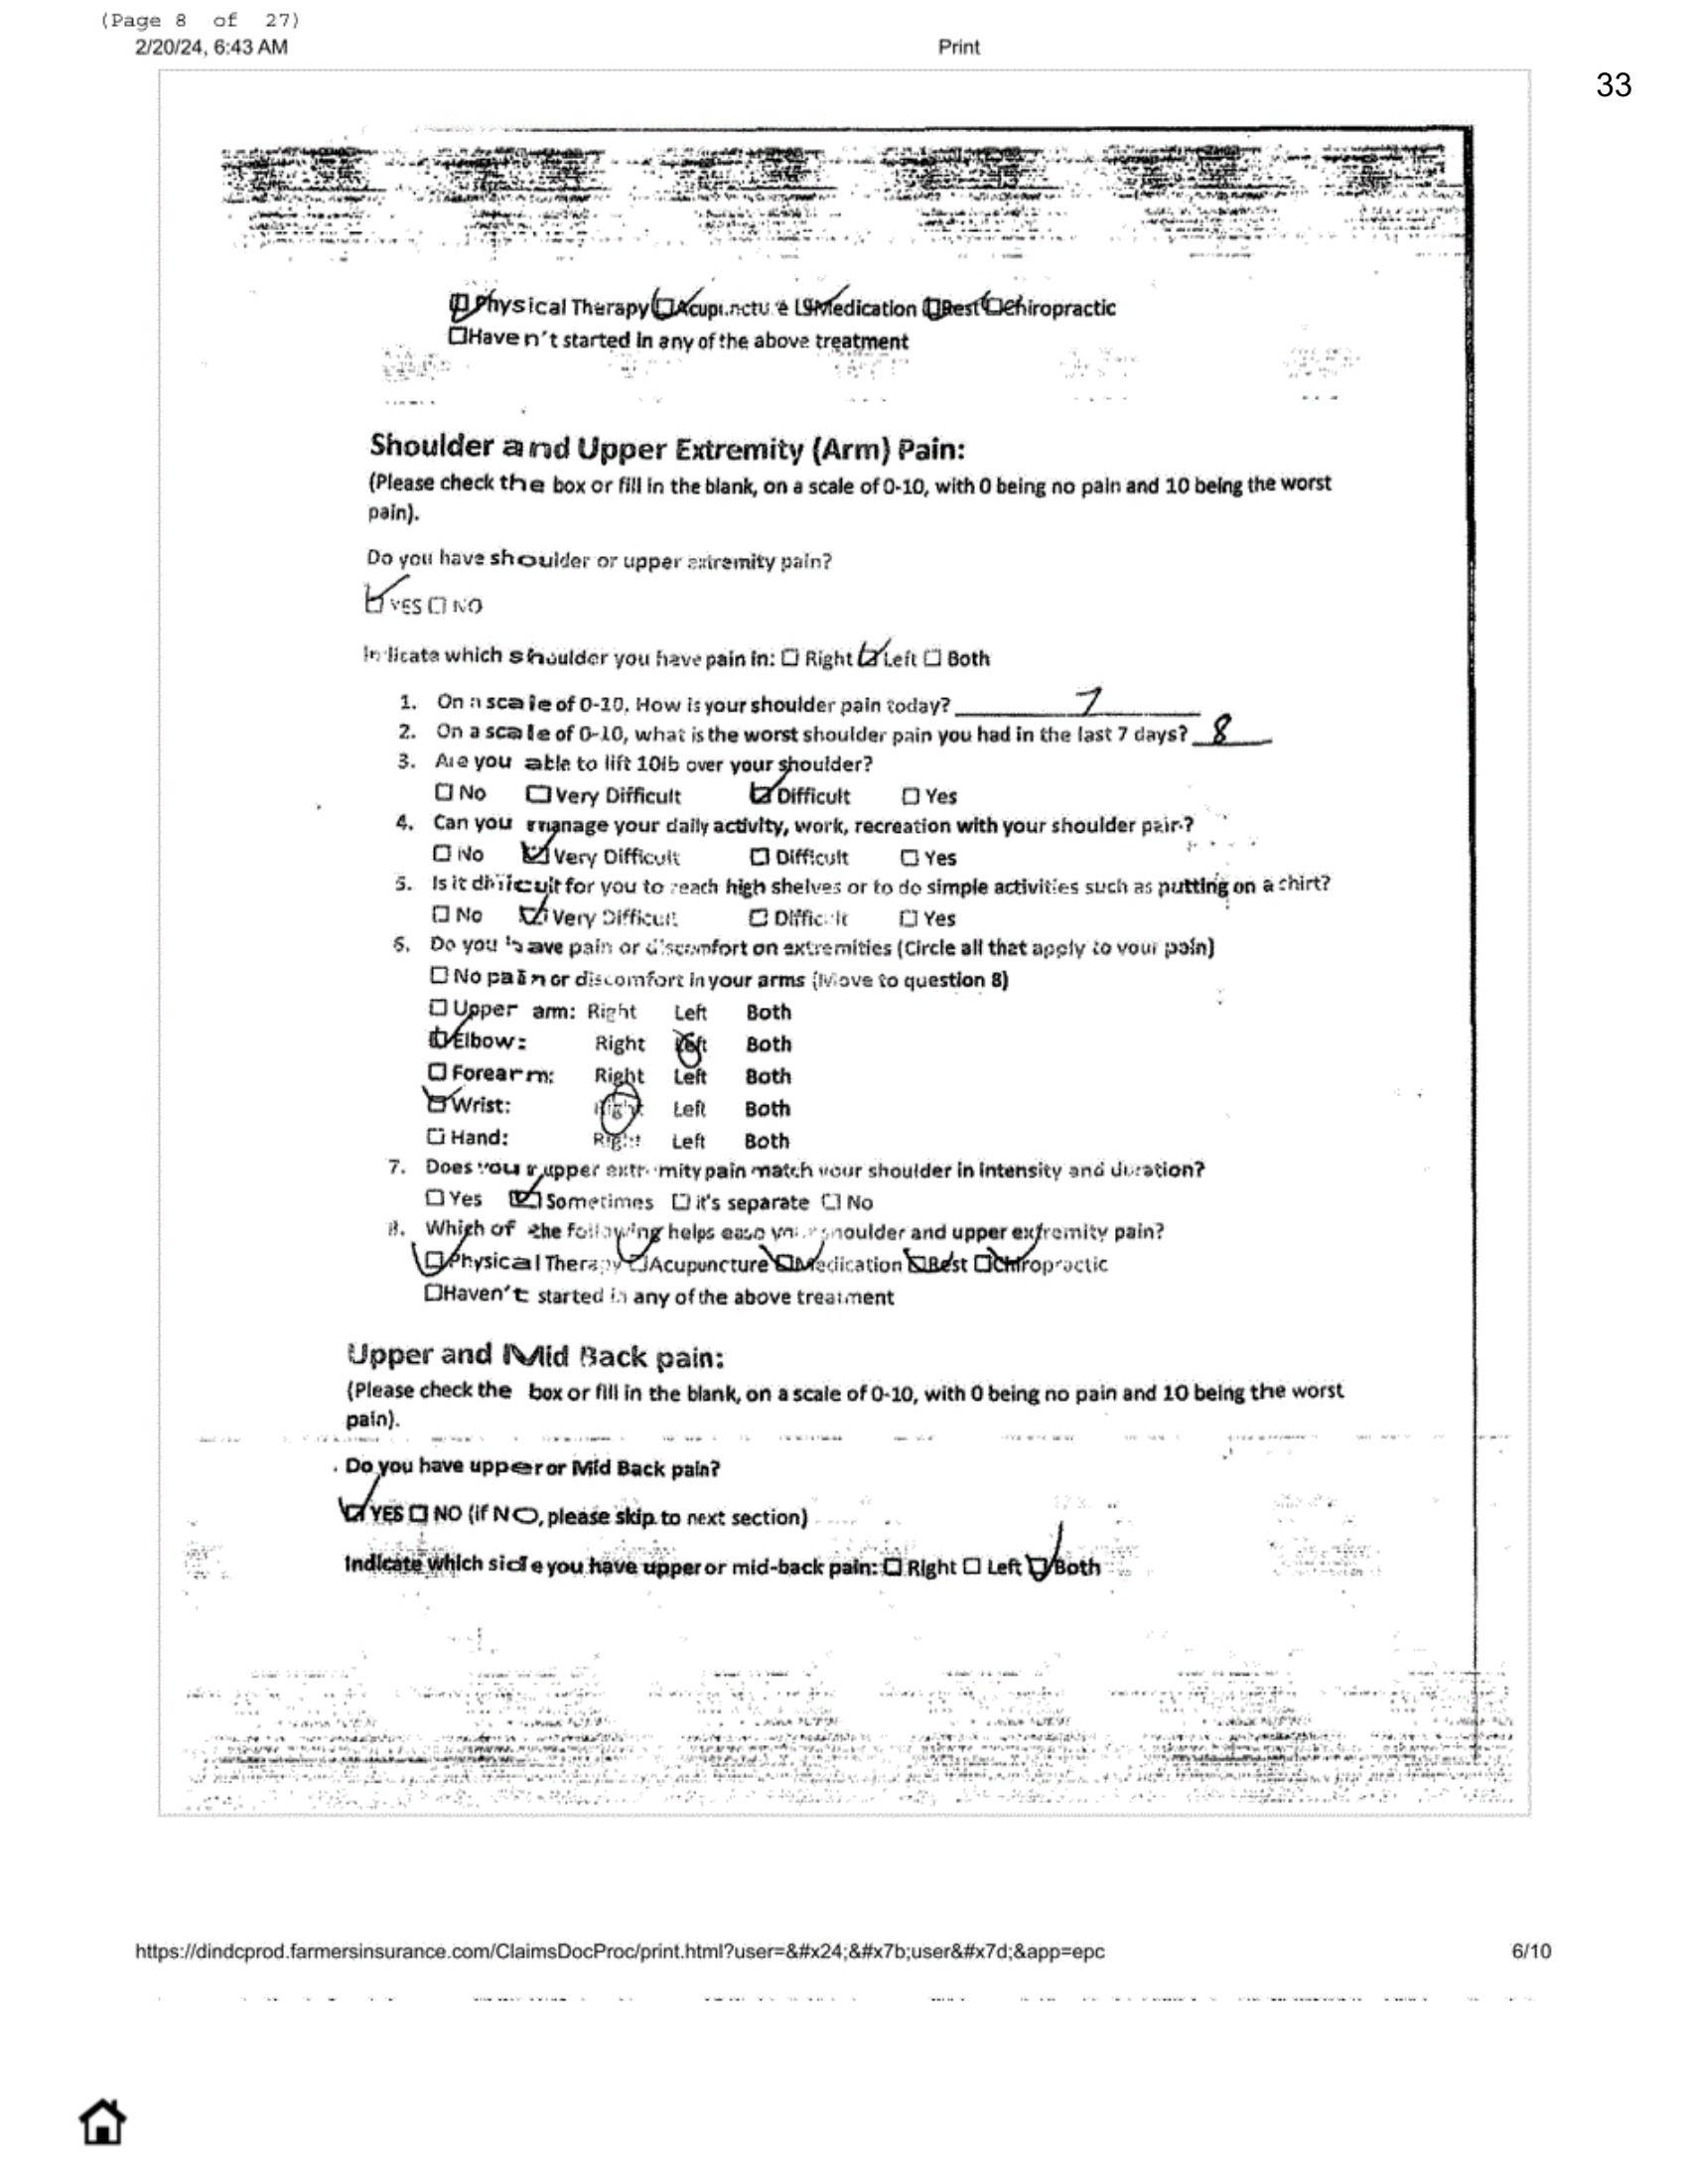 (Page 8 of 27)
2/20/24, 6:43 AM Print
33
☑Physical Therapy ☑Acupuncture ☑Medication ☑Rest ☑Chiropractic
☐Haven't started in any of the above treatment
Shoulder and Upper Extremity (Arm) Pain:
(Please check the box or fill in the blank, on a scale of 0-10, with 0 being no pain and 10 being the worst
pain).
Do you have shoulder or upper extremity pain?
☑YES ☐ NO
Indicate which shoulder you have pain in: ☐ Right ☑Left ☐ Both
1. On a scale of 0-10, How is your shoulder pain today? 7
2. On a scale of 0-10, what is the worst shoulder pain you had in the last 7 days? 8
3. Are you able to lift 10lb over your shoulder?
☐ No ☐Very Difficult ☑Difficult ☐ Yes
4. Can you manage your daily activity, work, recreation with your shoulder pain?
☐ No ☑Very Difficult ☐ Difficult ☐ Yes
5. Is it difficult for you to reach high shelves or to do simple activities such as putting on a shirt?
☐ No ☑Very Difficult ☐ Difficult ☐ Yes
6. Do you have pain or discomfort on extremities (Circle all that apply to your pain)
☐ No pain or discomfort in your arms (Move to question 8)
☐ Upper arm: Right Left Both
☑Elbow: Right Left Both
☐ Forearm: Right Left Both
☑Wrist: Right Left Both
☐ Hand: Right Left Both
7. Does your upper extremity pain match your shoulder in intensity and duration?
☐ Yes ☑Sometimes ☐ it's separate ☐ No
8. Which of the following helps ease your shoulder and upper extremity pain?
☑Physical Therapy ☑Acupuncture ☑Medication ☑Rest ☑Chiropractic
☐Haven't started in any of the above treatment
Upper and Mid Back pain:
(Please check the box or fill in the blank, on a scale of 0-10, with 0 being no pain and 10 being the worst
pain).
Do you have upper or Mid Back pain?
☑YES ☐ NO (if NO, please skip to next section)
Indicate which side you have upper or mid-back pain: ☐ Right ☐ Left ☑Both
https://dindcprod.farmersinsurance.com/ClaimsDocProc/print.html?user=&#x24;&#x7b;user&#x7d;&app=epc 6/10